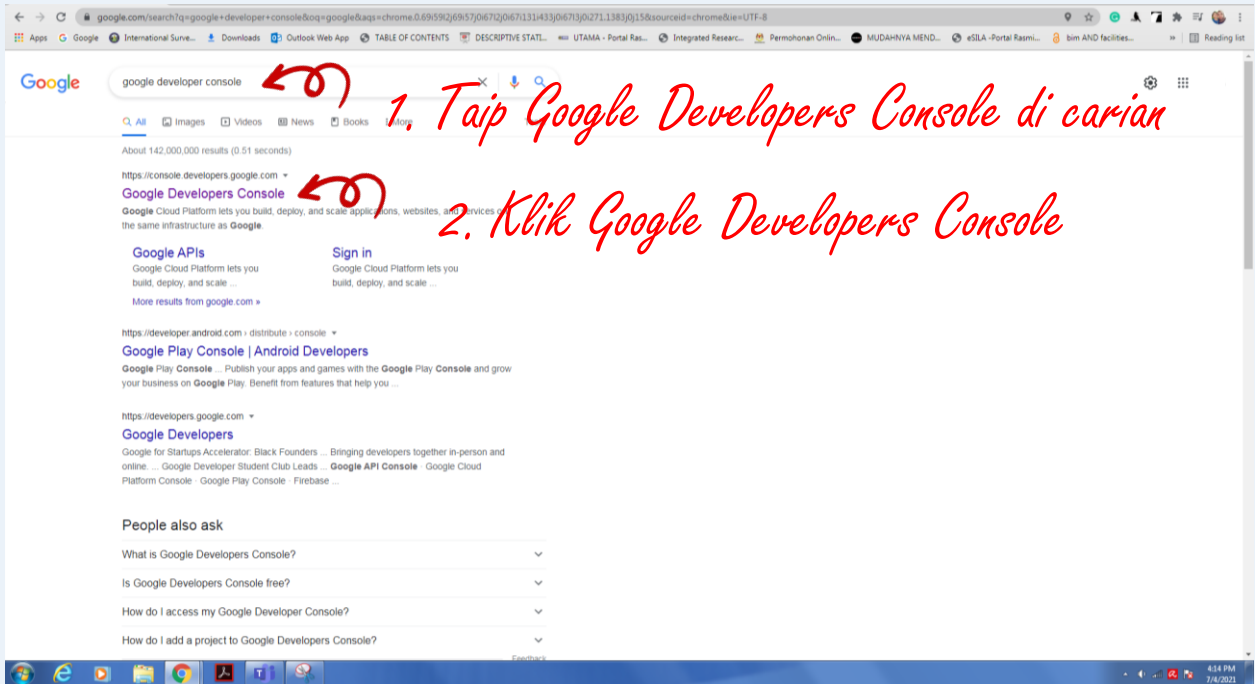 google.com/search?q=google+developer+console&oq=google&aqs=chrome.0.69i59l2j69i57j0i67l2j0i67i131i433j0i67l3j0i271.1383j0j15&sourceid=chrome&ie=UTF-8
Apps Google International Surve... Downloads Outlook Web App TABLE OF CONTENTS DESCRIPTIVE STATI... UTAMA - Portal Ras... Integrated Researc... Permohonan Onlin... MUDAHNYA MEND... eSILA -Portal Rasmi... bim AND facilities... » Reading list
Google google developer console
1. Taip Google Developers Console di carian
All Images Videos News Books More
About 142,000,000 results (0.51 seconds)
https://console.developers.google.com
Google Developers Console
2. Klik Google Developers Console
Google Cloud Platform lets you build, deploy, and scale applications, websites, and services
the same infrastructure as Google.
Google APIs Sign in
Google Cloud Platform lets you Google Cloud Platform lets you
build, deploy, and scale ... build, deploy, and scale ...
More results from google.com »
https://developer.android.com › distribute › console
Google Play Console | Android Developers
Google Play Console ... Publish your apps and games with the Google Play Console and grow
your business on Google Play. Benefit from features that help you ...
https://developers.google.com
Google Developers
Google for Startups Accelerator: Black Founders ... Bringing developers together in-person and
online. ... Google Developer Student Club Leads ... Google API Console · Google Cloud
Platform Console · Google Play Console · Firebase ...
People also ask
What is Google Developers Console?
Is Google Developers Console free?
How do I access my Google Developer Console?
How do I add a project to Google Developers Console?
Feedback
4:14 PM
7/4/2021